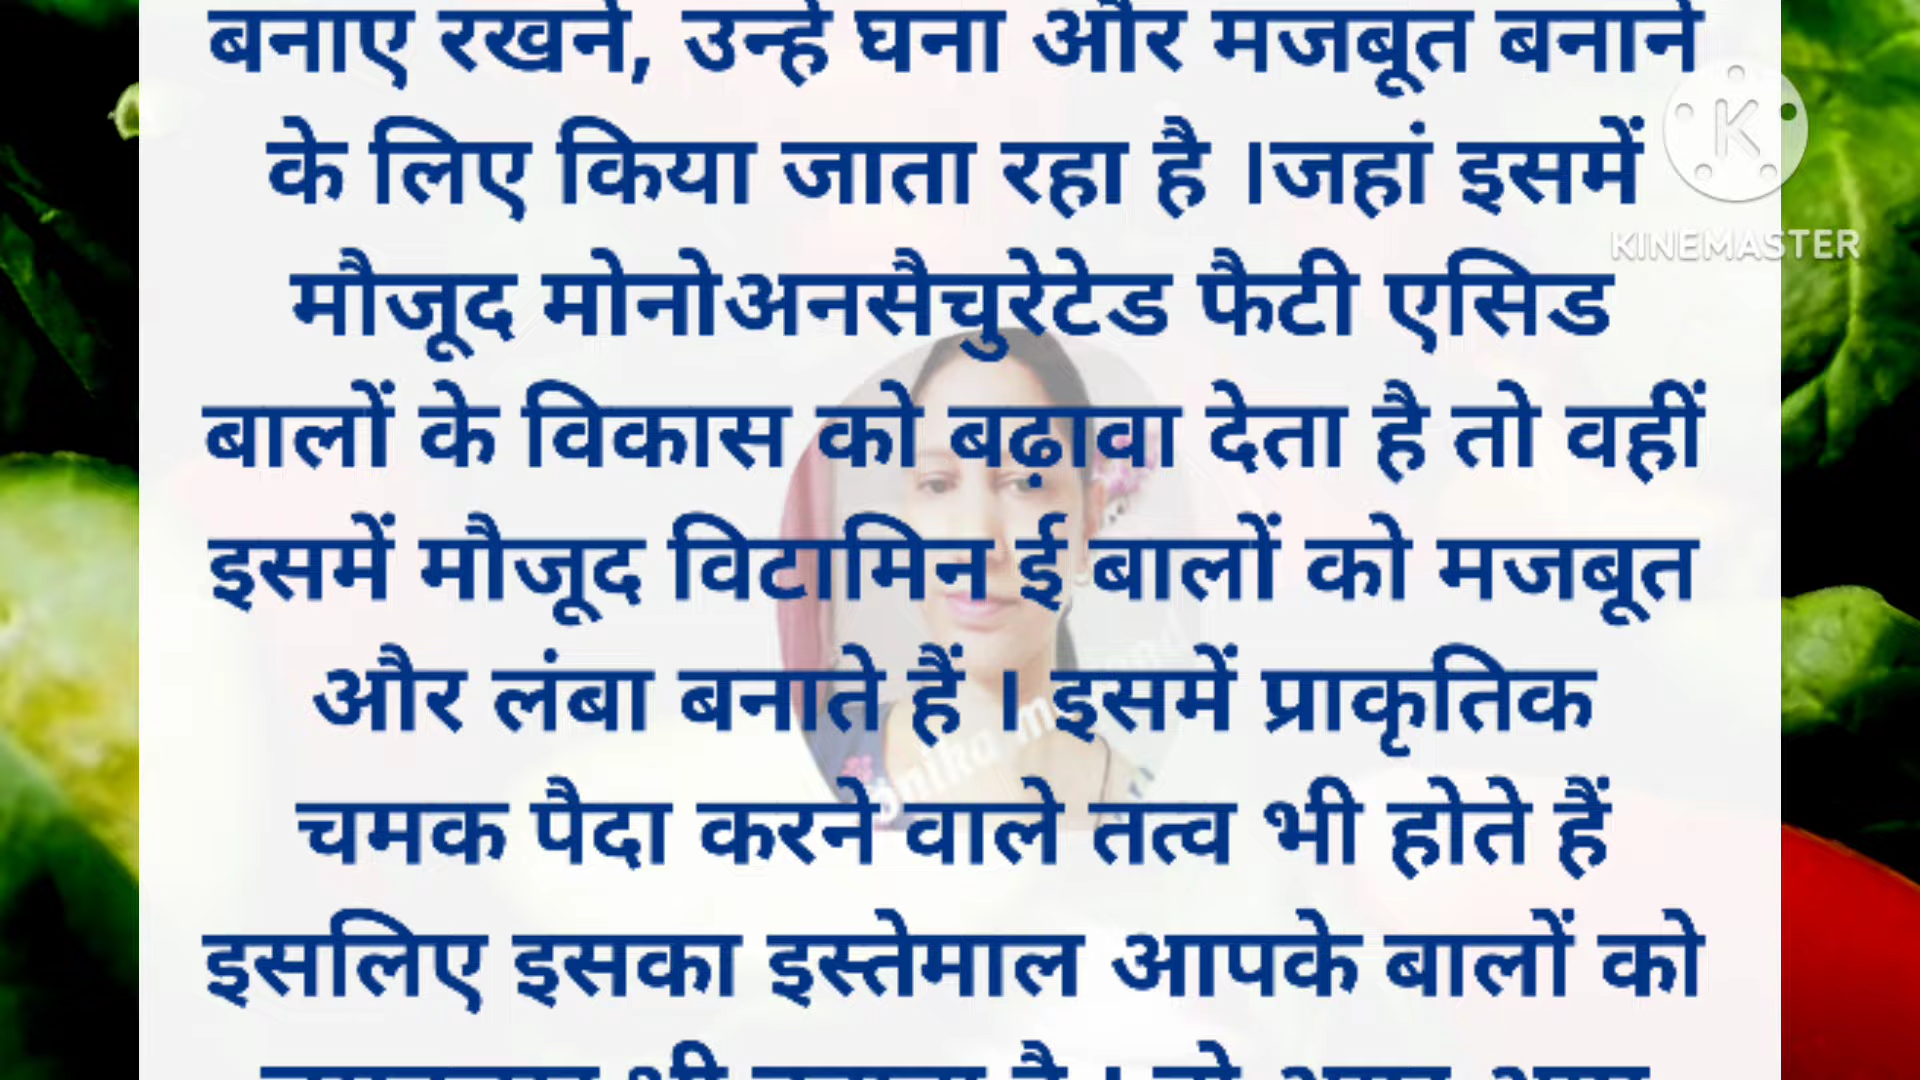 बनाए रखने, उन्हे घना और मजबूत बनाने
के लिए किया जाता रहा है ।जहां इसमें
मौजूद मोनोअनसैचुरेटेड फैटी एसिड
बालों के विकास को बढ़ावा देता है तो वहीं
इसमें मौजूद विटामिन ई बालों को मजबूत
और लंबा बनाते हैं । इसमें प्राकृतिक
चमक पैदा करने वाले तत्व भी होते हैं
इसलिए इसका इस्तेमाल आपके बालों को
K
KINEMASTER